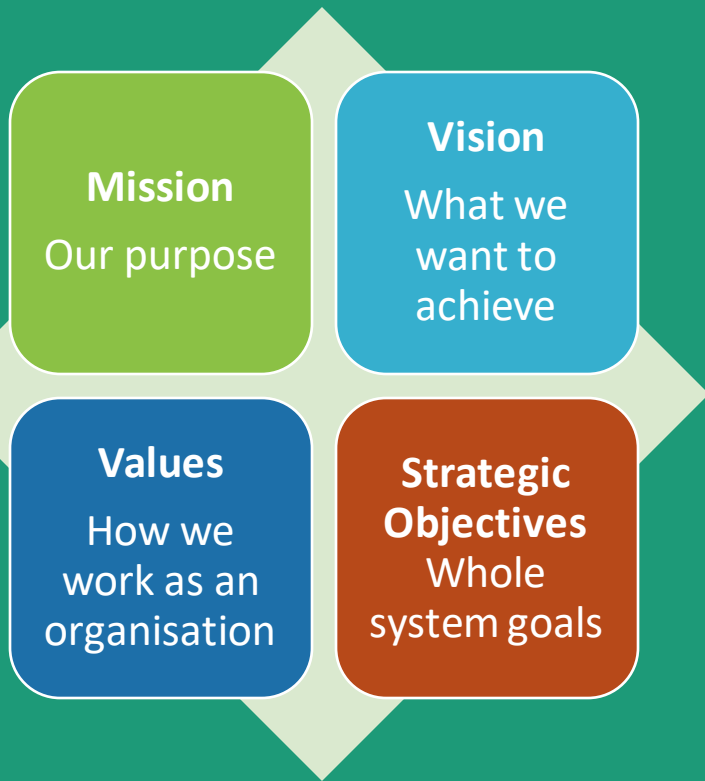 Mission
Our purpose
Vision
What we
want to
achieve
Values
How we
work as an
organisation
Strategic
Objectives
Whole
system goals